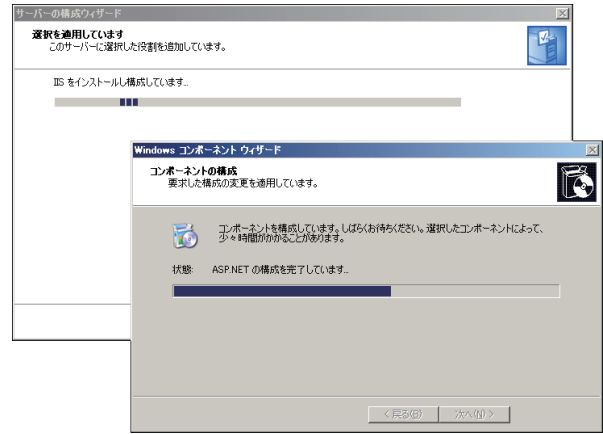 サーバーの構成ウィザード
選択を適用しています
このサーバーに選択した役割を追加しています。
IIS をインストールし構成しています...
Windows コンポーネント ウィザード
コンポーネントの構成
要求した構成の変更を適用しています。
コンポーネントを構成しています。しばらくお待ちください。選択したコンポーネントによって、
少々時間がかかることがあります。
状態: ASP.NET の構成を完了しています...
< 戻る(B) 次へ(N) >